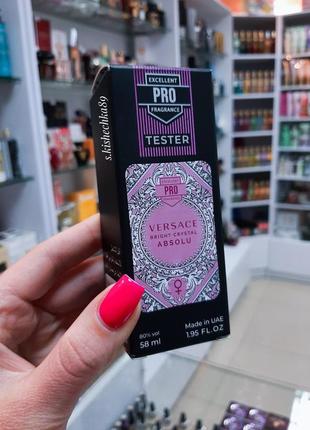 EXCELLENT
PRO
FRAGRANCE
TESTER
s.kishechka89
PRO
VERSACE
BRIGHT CRYSTAL
ABSOLU
80% vol
58 ml
Made in UAE
1.95 FL.OZ